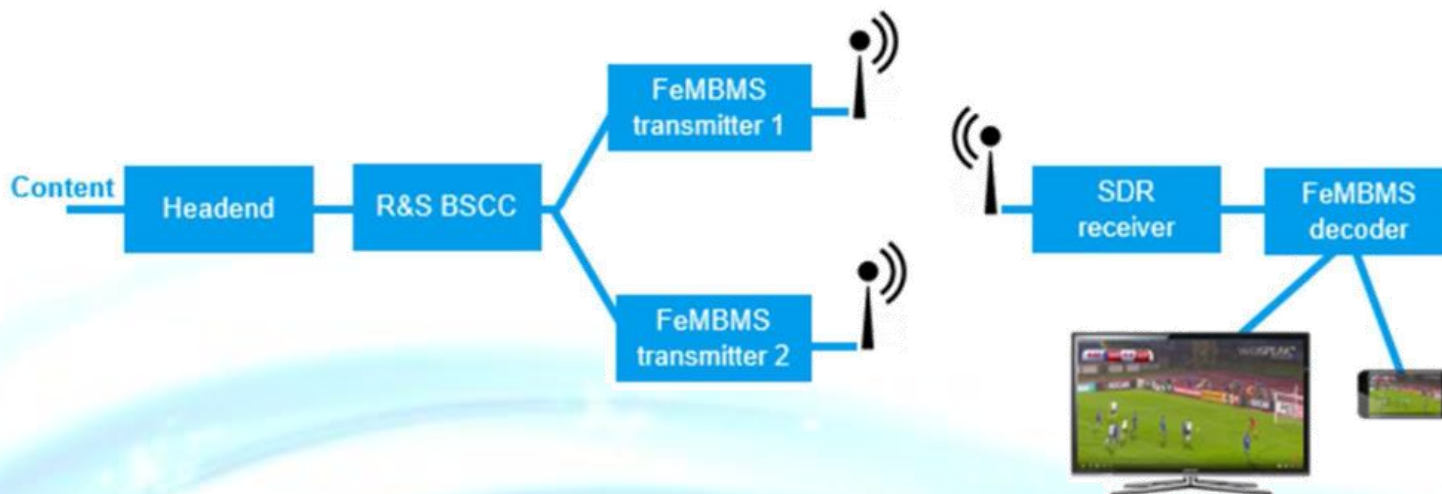 Content
Headend
R&S BSCC
FeMBMS
transmitter 1
FeMBMS
transmitter 2
SDR
receiver
FeMBMS
decoder